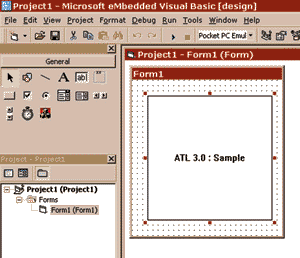 Project1 - Microsoft eMbedded Visual Basic [design]
File Edit View Project Format Debug Run Tools Window Help
Pocket PC Emul
General
A
ab|
Project1 - Form1 (Form)
Form1
ATL 3.0 : Sample
Project - Project1
Project1 (Project1)
Forms
Form1 (Form1)